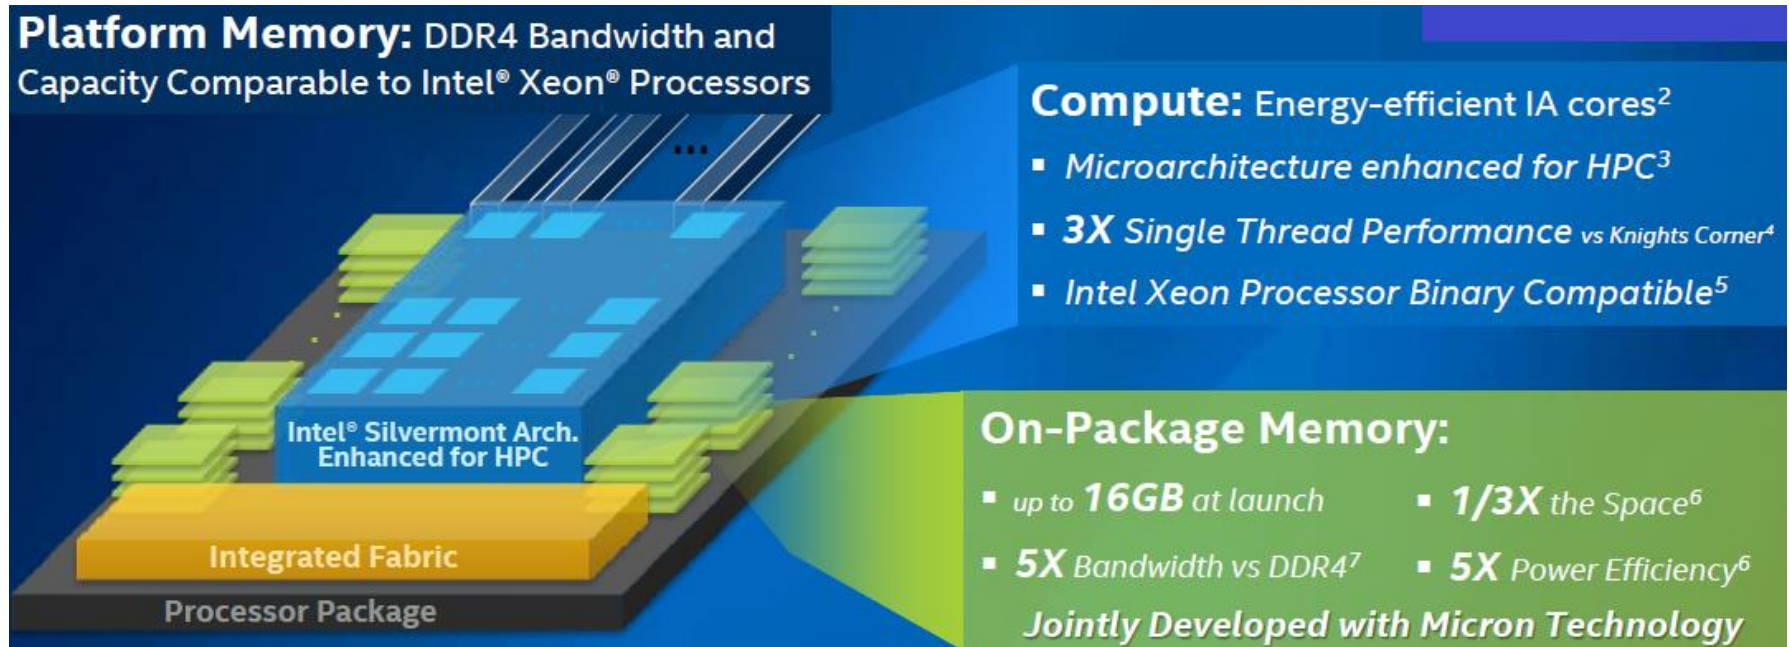 Platform Memory: DDR4 Bandwidth and
Capacity Comparable to Intel® Xeon® Processors
...
Compute: Energy-efficient IA cores²
▪ Microarchitecture enhanced for HPC³
▪ 3X Single Thread Performance vs Knights Corner⁴
▪ Intel Xeon Processor Binary Compatible⁵
Intel® Silvermont Arch.
Enhanced for HPC
Integrated Fabric
Processor Package
On-Package Memory:
▪ up to 16GB at launch
▪ 1/3X the Space⁶
▪ 5X Bandwidth vs DDR4⁷
▪ 5X Power Efficiency⁶
Jointly Developed with Micron Technology